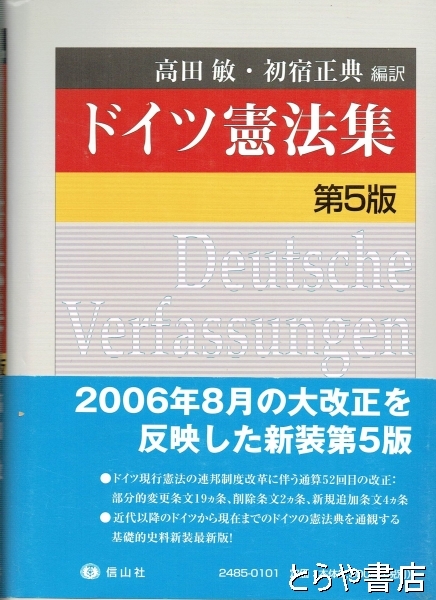 高田 敏・初宿正典 編訳
ドイツ憲法集
第5版
Deutsche
Verfassungen
2006年8月の大改正を
反映した新装第5版
●ドイツ現行憲法の連邦制度改革に伴う通算52回目の改正:
部分的変更条文19ヵ条、削除条文2ヵ条、新規追加条文4ヵ条
●近代以降のドイツから現在までのドイツの憲法典を通観する
基礎的史料新装最新版!
信山社
2485-0101
とらや書店